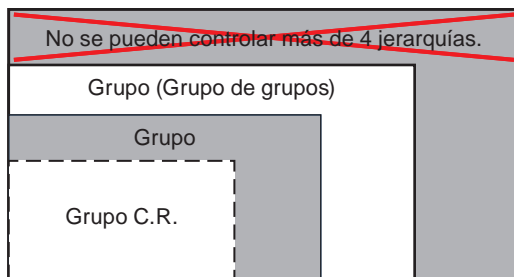 No se pueden controlar más de 4 jerarquías.
Grupo (Grupo de grupos)
Grupo
Grupo C.R.